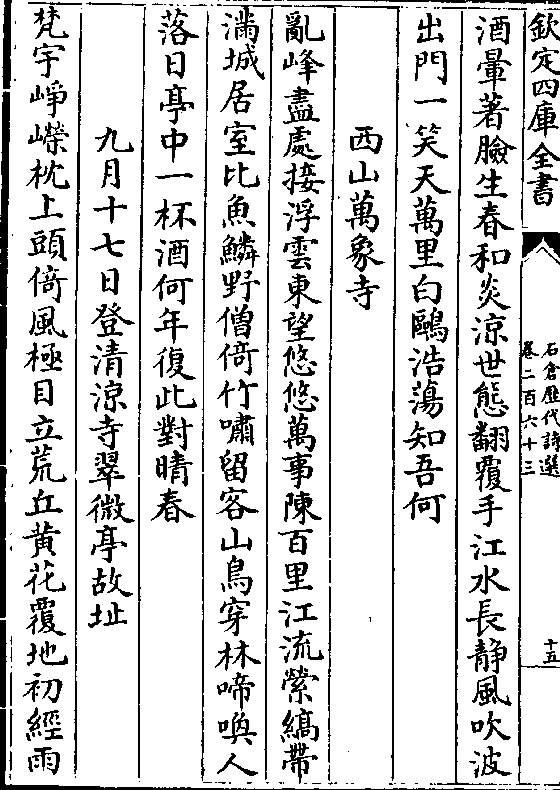 欽定四庫全書
石倉歴代詩選
卷二百六十三
十五
酒暈著臉生春和炎涼世態翻覆手江水長静風吹波
出門一笑天萬里白鷗浩蕩知吾何
西山萬象寺
亂峰盡處接浮雲東望悠悠萬事陳百里江流縈縞帶
滿城居室比魚鱗野僧倚竹嘯留客山鳥穿林啼喚人
落日亭中一杯酒何年復此對晴春
九月十七日登清涼寺翠微亭故址
梵宇崢嶸枕上頭倚風極目立荒丘黄花覆地初經雨